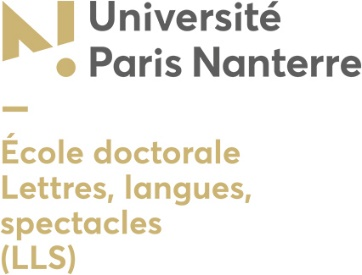 Université
Paris Nanterre
École doctorale
Lettres, langues,
spectacles
(LLS)